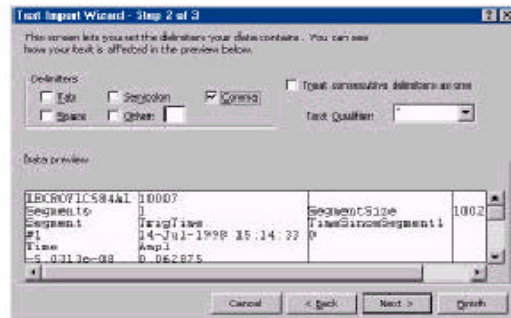 Text Import Wizard - Step 2 of 3
This screen lets you set the delimiters your data contains. You can see
how your text is affected in the preview below.
Delimiters
Tab Semicolon Comma
Space Other:
Treat consecutive delimiters as one
Text Qualifier: "
Data preview
LECROYLC584AL 10007
Segments 1 SegmentSize 1002
Segment TrigTime TimeSinceSegment1
#1 14-Jul-1998 15:14:33 0
Time Ampl
0.062875
Cancel < Back Next > Finish